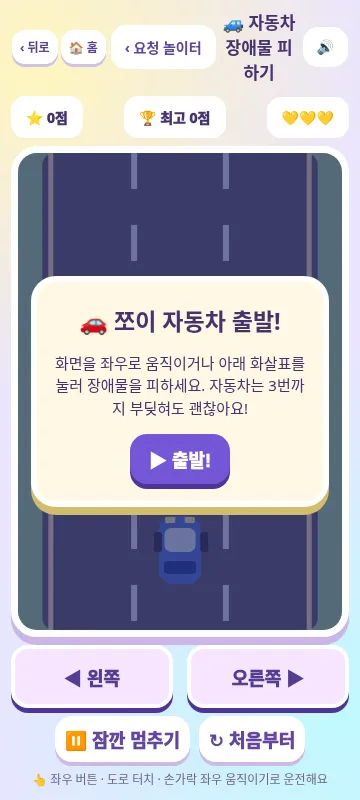 ‹ 뒤로
🏠 홈
‹ 요청 놀이터
🚙 자동차
장애물 피
하기
🔊
⭐ 0점
🏆 최고 0점
💛💛💛
🚗 쪼이 자동차 출발!
화면을 좌우로 움직이거나 아래 화살표를
눌러 장애물을 피하세요. 자동차는 3번까
지 부딪혀도 괜찮아요!
▶ 출발!
◀ 왼쪽
오른쪽 ▶
⏸️ 잠깐 멈추기
↻ 처음부터
👆 좌우 버튼 · 도로 터치 · 손가락 좌우 움직이기로 운전해요